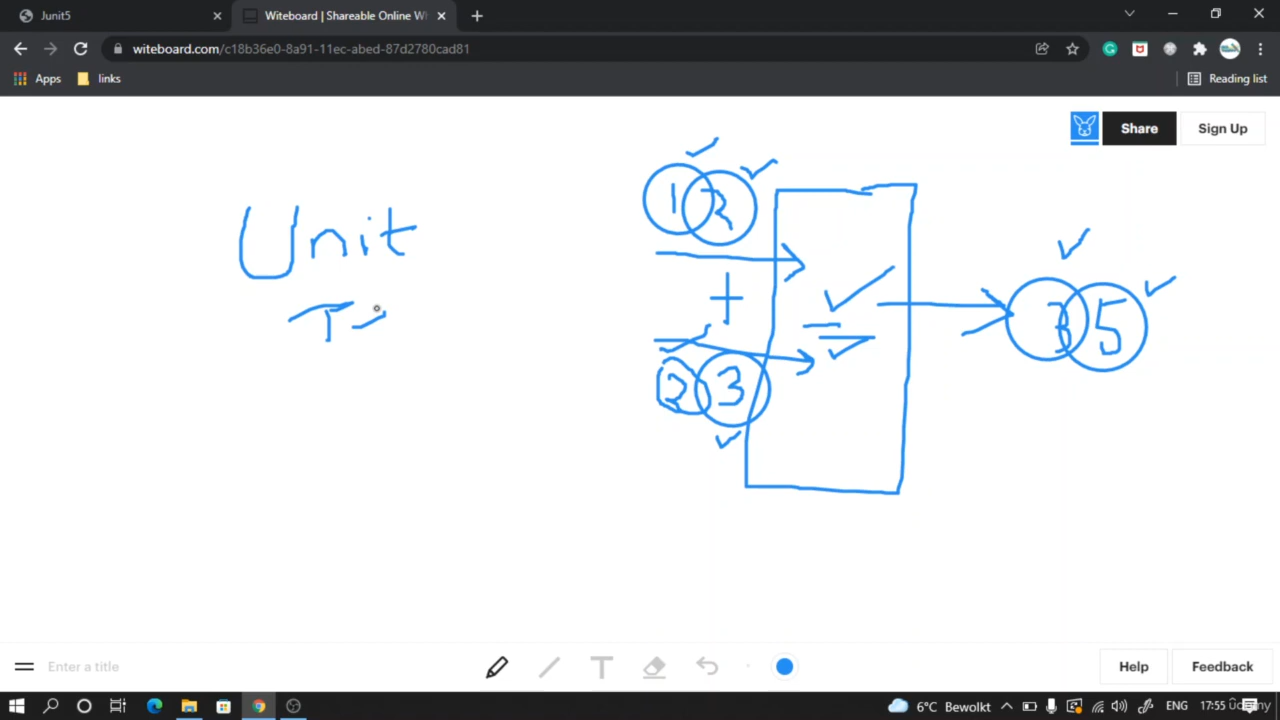 Junit5
Witeboard | Shareable Online W
witeboard.com/c18b36e0-8a91-11ec-abed-87d2780cad81
Apps
links
Reading list
Share
Sign Up
Unit
T
1 2
+
2 3
3 5
Enter a title
T
Help
Feedback
6°C Bewolkt
ENG
17:55
Udemy